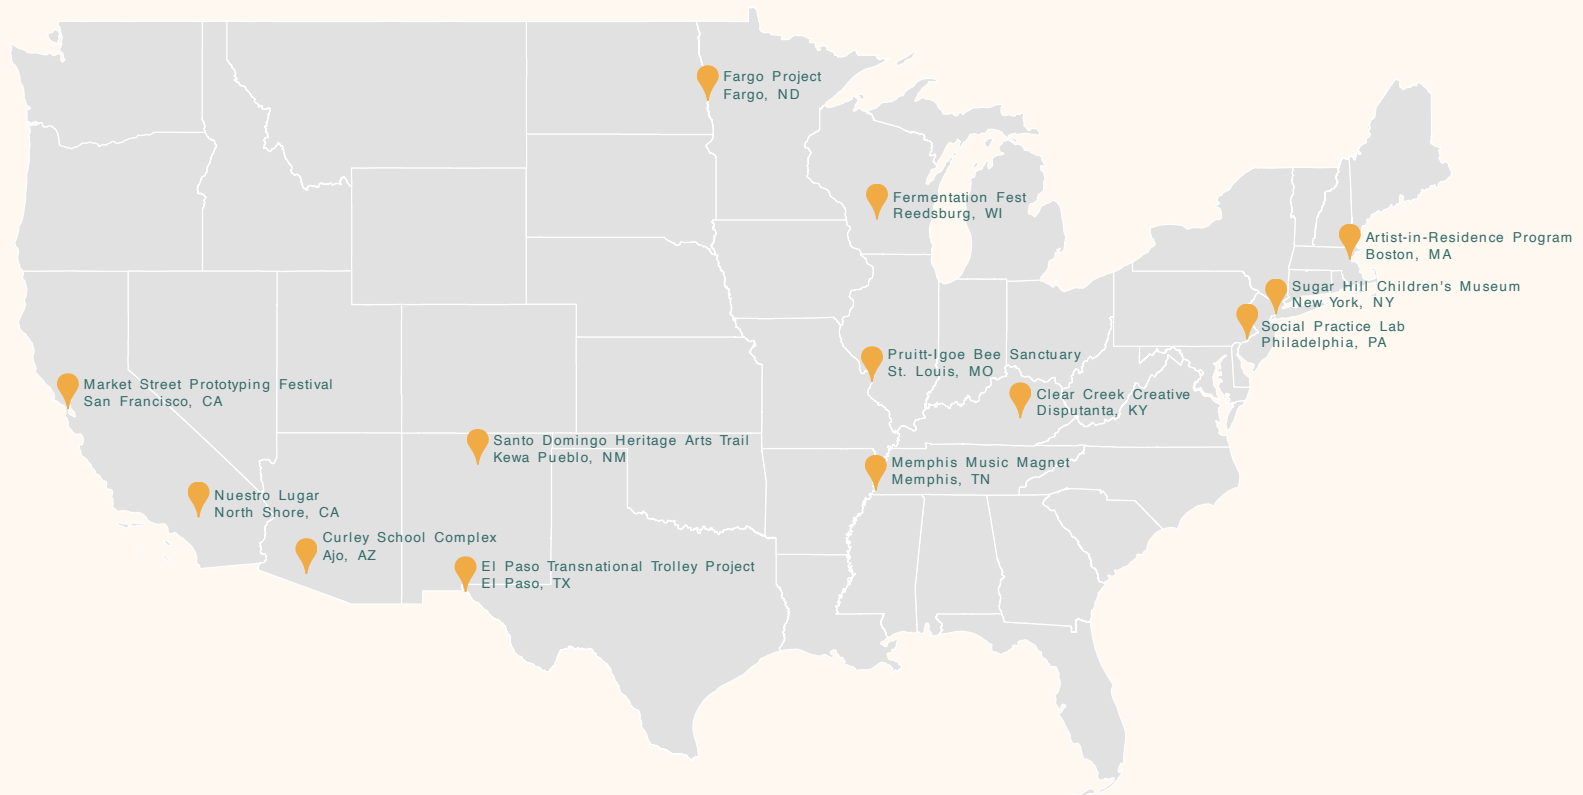 Fargo Project
Fargo, ND
Fermentation Fest
Reedsburg, WI
Artist-in-Residence Program
Boston, MA
Sugar Hill Children's Museum
New York, NY
Social Practice Lab
Philadelphia, PA
Pruitt-Igoe Bee Sanctuary
St. Louis, MO
Market Street Prototyping Festival
San Francisco, CA
Clear Creek Creative
Disputanta, KY
Santo Domingo Heritage Arts Trail
Kewa Pueblo, NM
Memphis Music Magnet
Memphis, TN
Nuestro Lugar
North Shore, CA
Curley School Complex
Ajo, AZ
El Paso Transnational Trolley Project
El Paso, TX